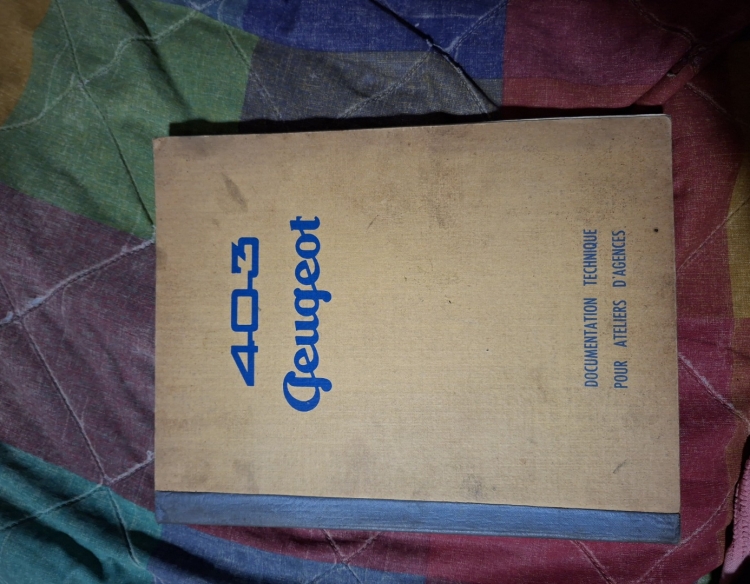 403
Peugeot
DOCUMENTATION TECHNIQUE
POUR ATELIERS D'AGENCES